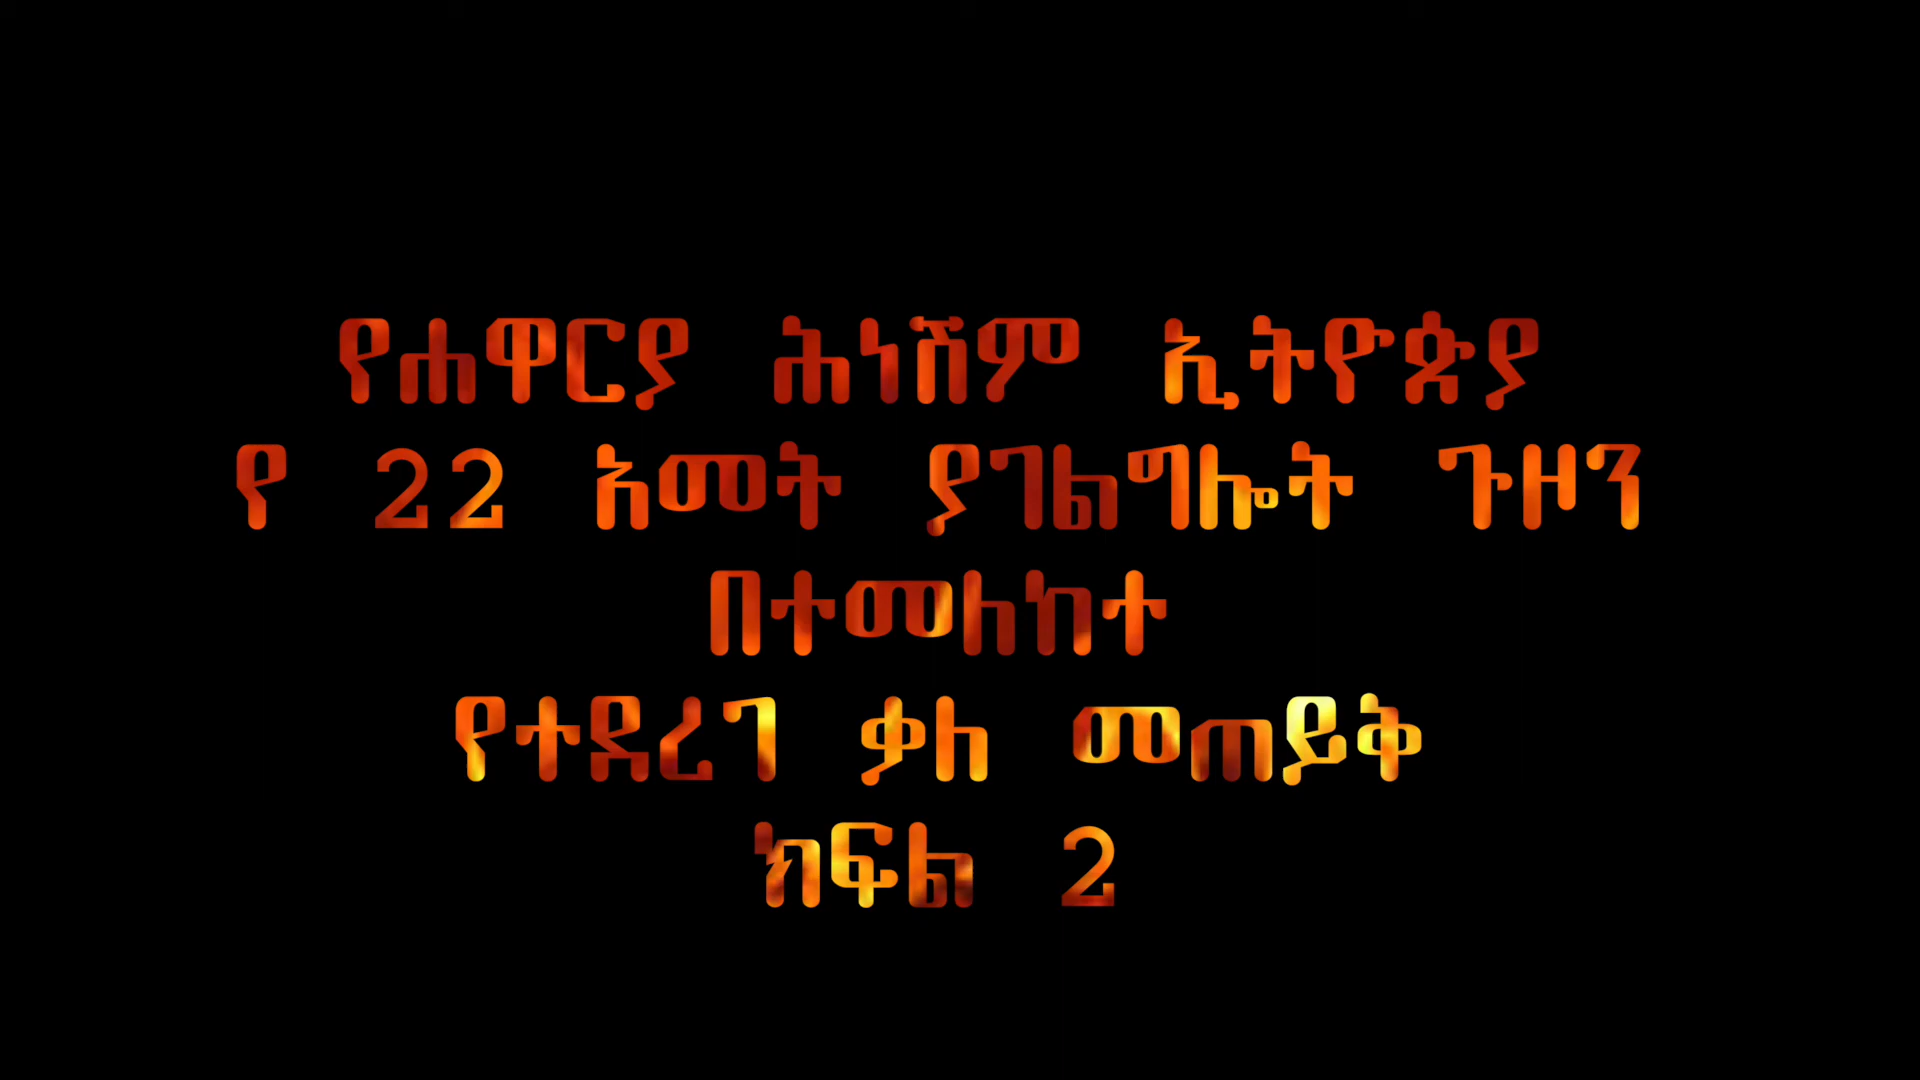 የሐዋርያ ሕነሽም ኢትዮጵያ
የ 22 አመት ያገልግሎት ጉዞን
በተመለከተ
የተደረገ ቃለ መጠይቅ
ክፍል 2